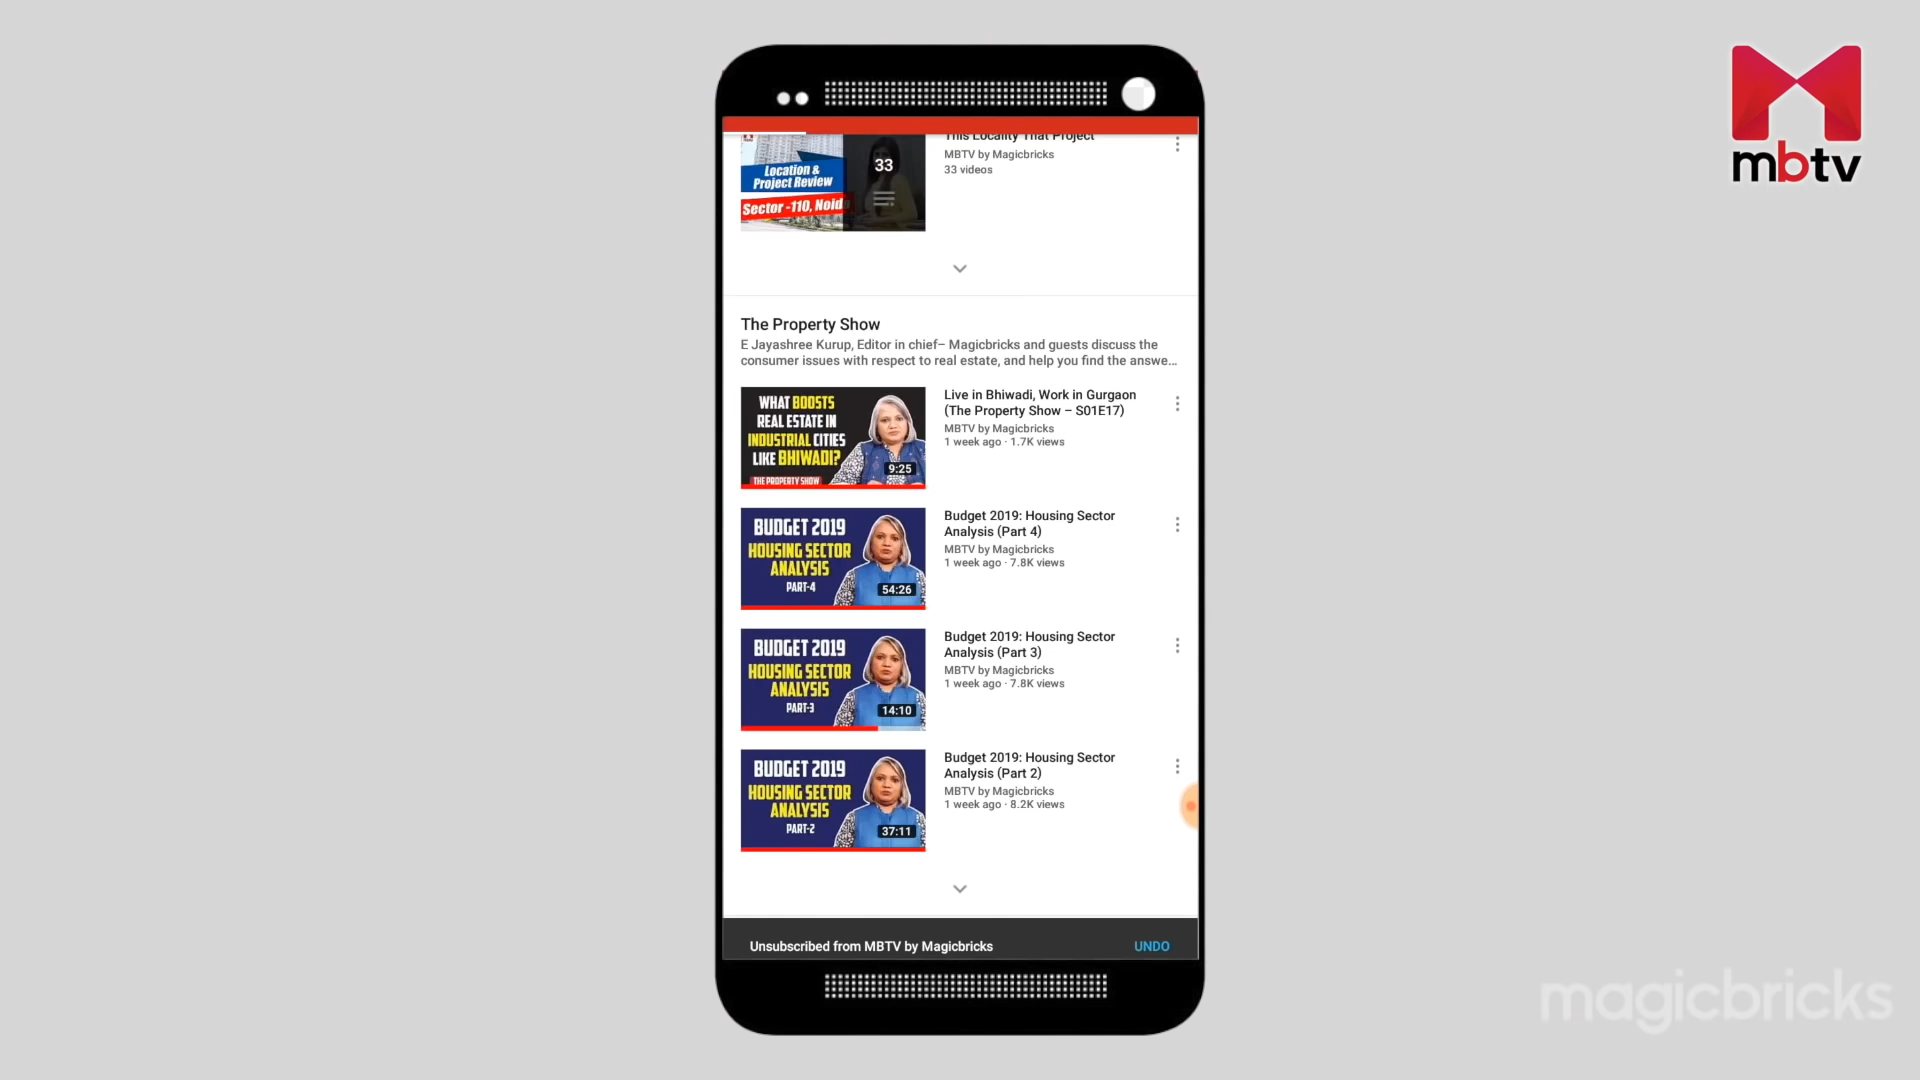 mbtv
This Locality That Project
MBTV by Magicbricks
33 videos
Location &
Project Review
Sector -110, Noid
33
The Property Show
E Jayashree Kurup, Editor in chief– Magicbricks and guests discuss the
consumer issues with respect to real estate, and help you find the answe...
WHAT BOOSTS
REAL ESTATE IN
INDUSTRIAL CITIES
LIKE BHIWADI?
THE PROPERTY SHOW
9:25
Live in Bhiwadi, Work in Gurgaon
(The Property Show – S01E17)
MBTV by Magicbricks
1 week ago · 1.7K views
BUDGET 2019
HOUSING SECTOR
ANALYSIS
PART-4
54:26
Budget 2019: Housing Sector
Analysis (Part 4)
MBTV by Magicbricks
1 week ago · 7.8K views
BUDGET 2019
HOUSING SECTOR
ANALYSIS
PART-3
14:10
Budget 2019: Housing Sector
Analysis (Part 3)
MBTV by Magicbricks
1 week ago · 7.8K views
BUDGET 2019
HOUSING SECTOR
ANALYSIS
PART-2
37:11
Budget 2019: Housing Sector
Analysis (Part 2)
MBTV by Magicbricks
1 week ago · 8.2K views
Unsubscribed from MBTV by Magicbricks
UNDO
magicbricks